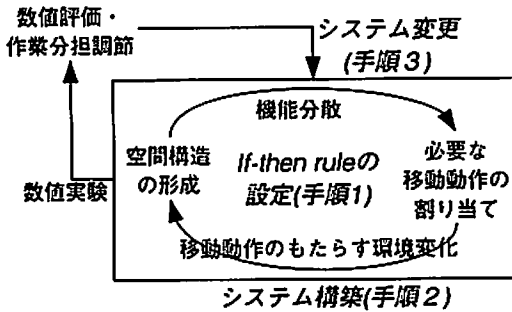 数値評価・
作業分担調節
システム変更
(手順3)
機能分散
空間構造
の形成
If-then ruleの
設定(手順1)
必要な
移動動作の
割り当て
数値実験
移動動作のもたらす環境変化
システム構築(手順2)